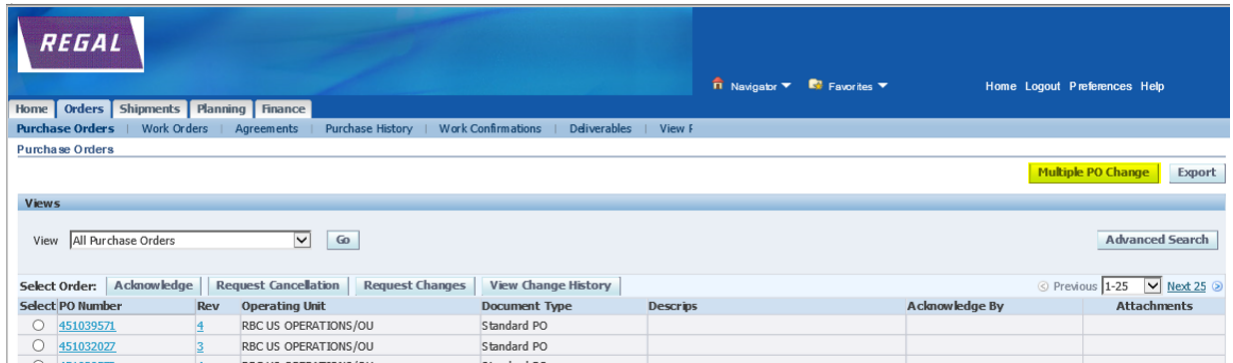 REGAL
Navigator Favorites Home Logout Preferences Help
Home Orders Shipments Planning Finance
Purchase Orders | Work Orders | Agreements | Purchase History | Work Confirmations | Deliverables | View
Purchase Orders
Multiple PO Change Export
Views
View All Purchase Orders Go Advanced Search
Select Order: Acknowledge Request Cancellation Request Changes View Change History Previous 1-25 Next 25
Select PO Number Rev Operating Unit Document Type Descrips Acknowledge By Attachments
451039571 4 RBC US OPERATIONS/OU Standard PO
451032027 3 RBC US OPERATIONS/OU Standard PO